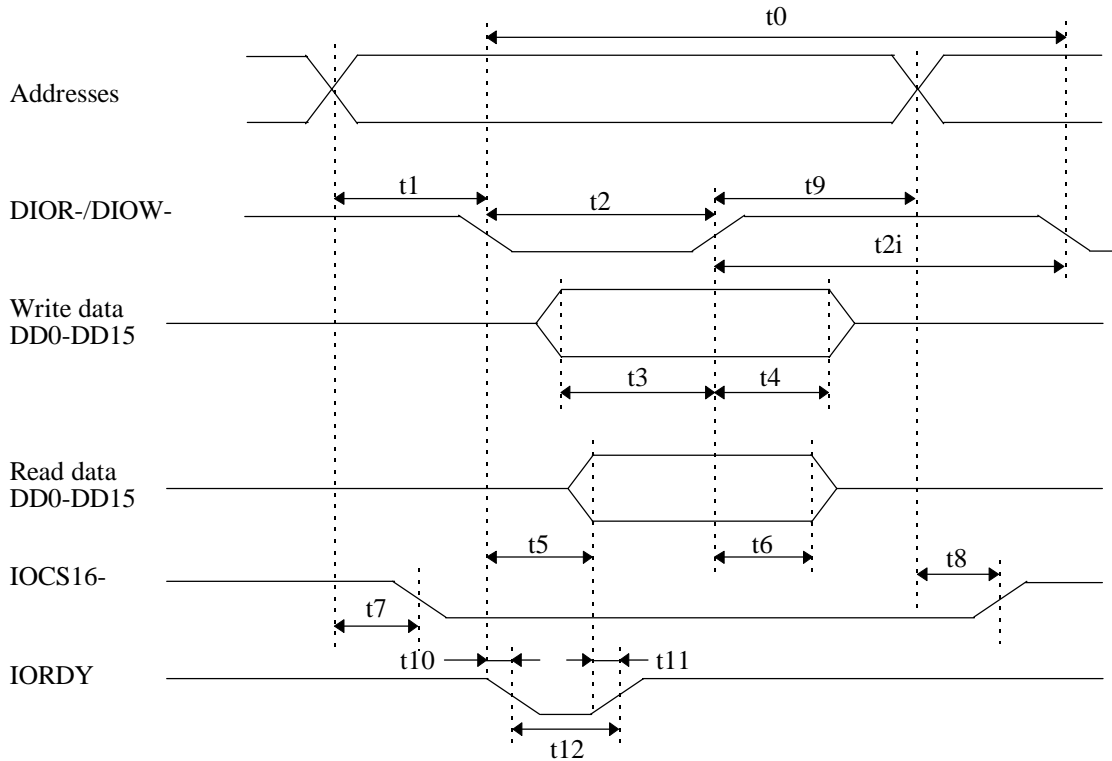 t0
Addresses
t1
t9
DIOR-/DIOW-
t2
t2i
Write data
DD0-DD15
t3
t4
Read data
DD0-DD15
t5
t6
IOCS16-
t8
t7
t10
t11
IORDY
t12